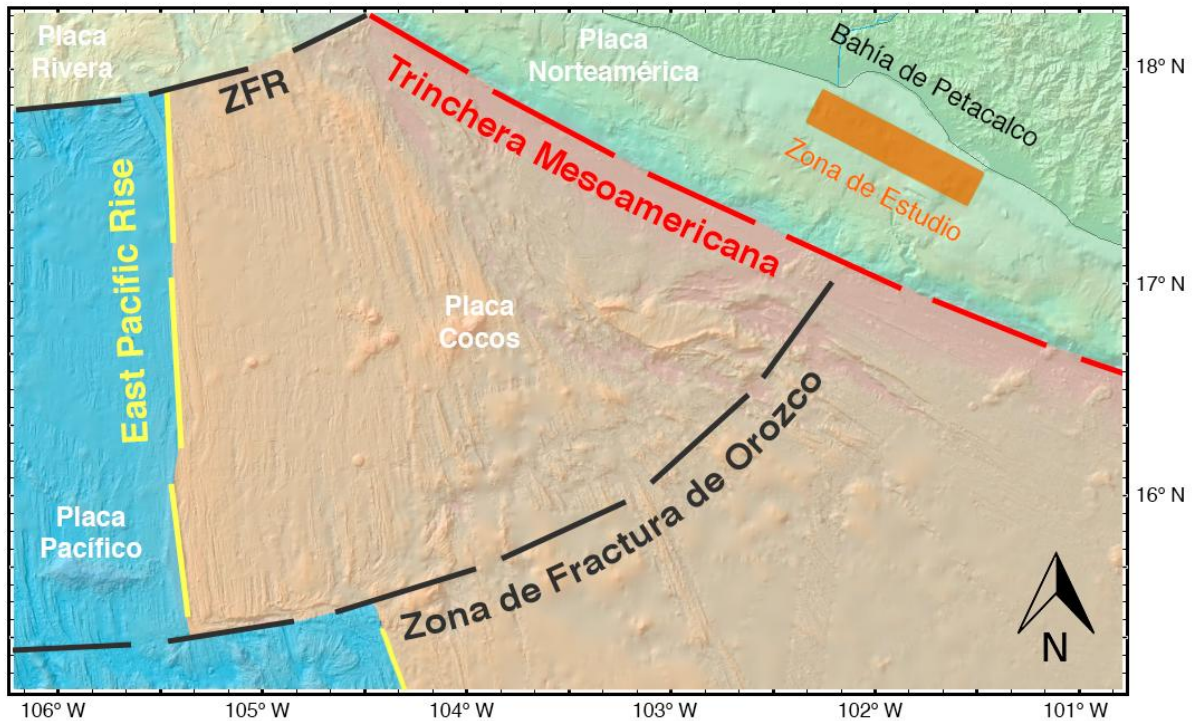 Placa
Rivera
ZFR
Trinchera Mesoamericana
Placa
Norteamérica
Bahía de Petacalco
Zona de Estudio
East Pacific Rise
Placa
Cocos
Placa
Pacífico
Zona de Fractura de Orozco
N
18° N
17° N
16° N
106° W
105° W
104° W
103° W
102° W
101° W